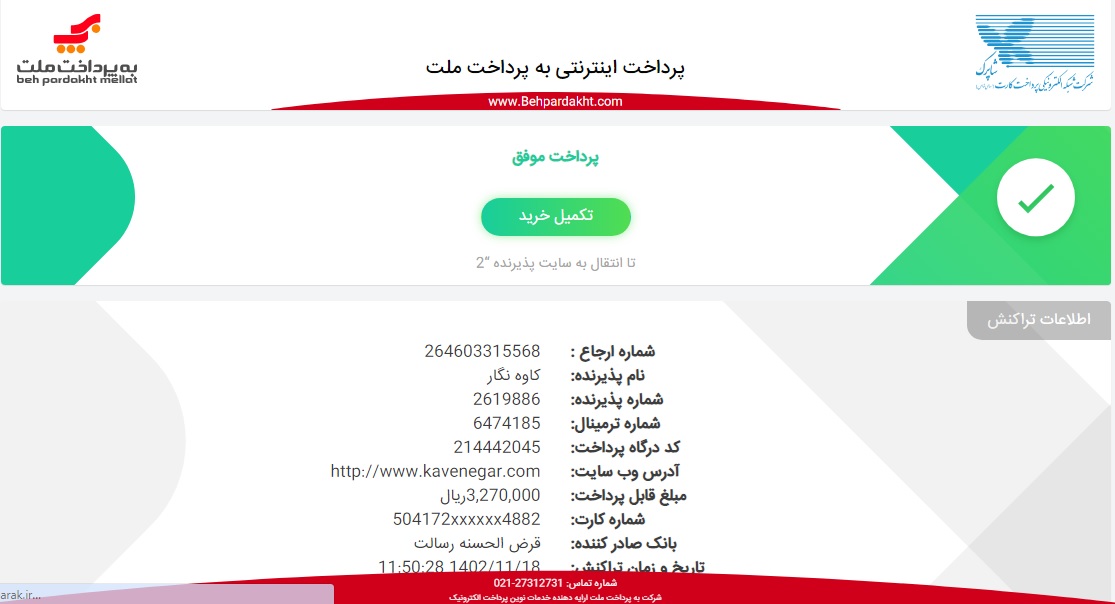 به پرداخت ملت
beh pardakht mellat
پرداخت اینترنتی به پرداخت ملت
www.Behpardakht.com
شاپرک
شرکت شبکه الکترونیکی پرداخت کارت
پرداخت موفق
تکمیل خرید
تا انتقال به سایت پذیرنده "2
اطلاعات تراکنش
شماره ارجاع : 264603315568
نام پذیرنده: کاوه نگار
شماره پذیرنده: 2619886
شماره ترمینال: 6474185
کد درگاه پرداخت: 214442045
آدرس وب سایت: http://www.kavenegar.com
مبلغ قابل پرداخت: 3,270,000ریال
شماره کارت: 504172xxxxxx4882
بانک صادر کننده: قرض الحسنه رسالت
تاریخ و زمان تراکنش: 1402/11/18 11:50:28
شماره تماس: 27312731-021
شرکت به پرداخت ملت ارایه دهنده خدمات نوین پرداخت الکترونیک
arak.ir...